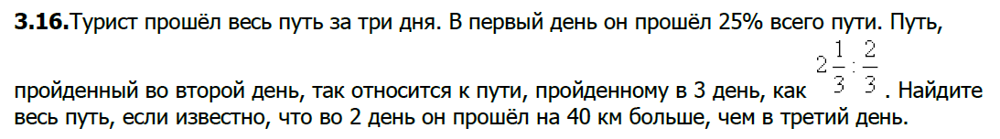 3.16.Турист прошёл весь путь за три дня. В первый день он прошёл 25% всего пути. Путь,
пройденный во второй день, так относится к пути, пройденному в 3 день, как 2 1/3 : 2/3 . Найдите
весь путь, если известно, что во 2 день он прошёл на 40 км больше, чем в третий день.